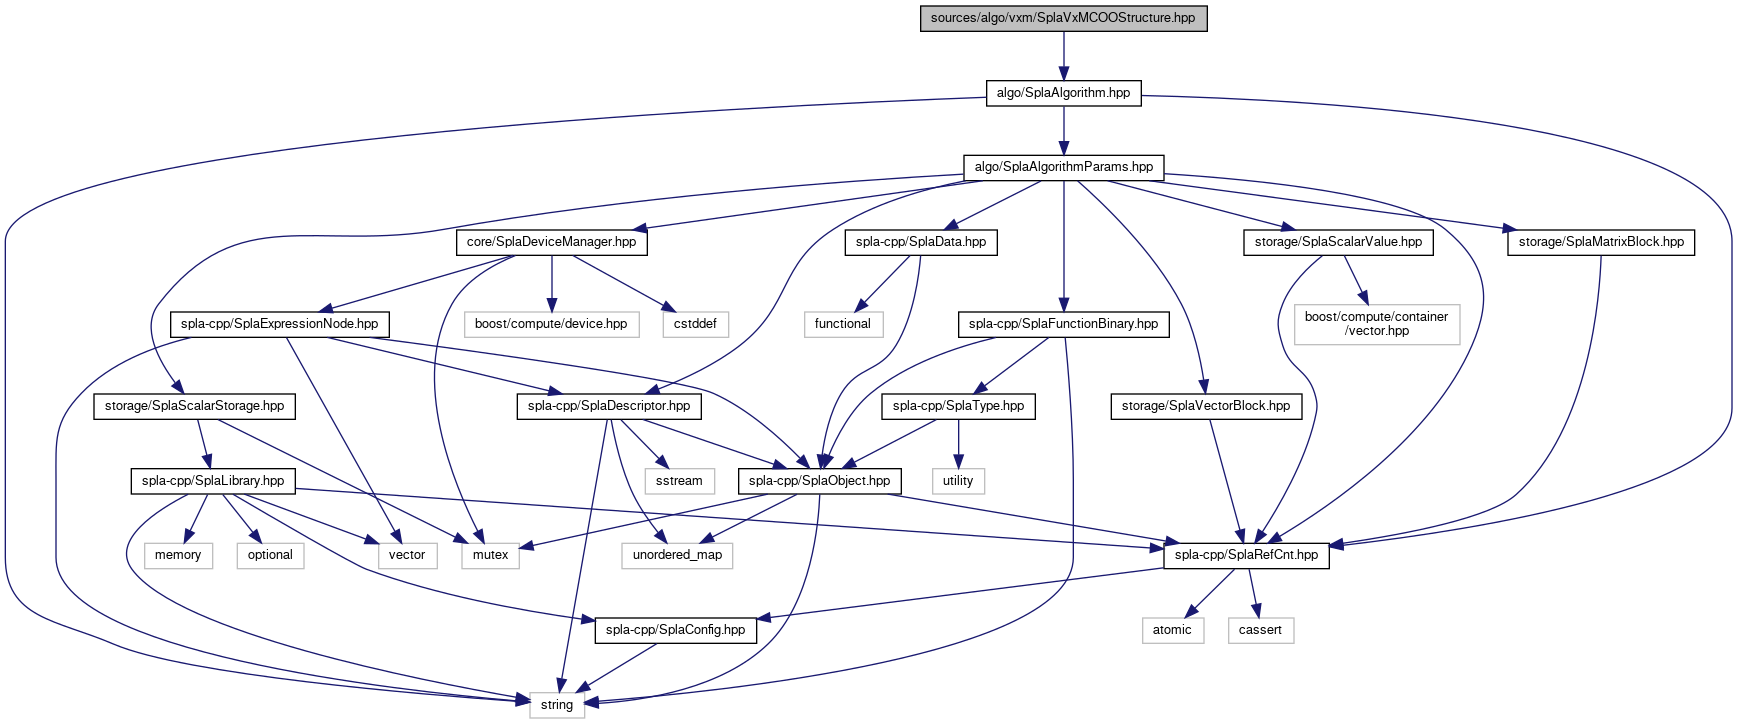 sources/algo/vxm/SplaVxMCOOStructure.hpp
algo/SplaAlgorithm.hpp
algo/SplaAlgorithmParams.hpp
core/SplaDeviceManager.hpp
spla-cpp/SplaData.hpp
storage/SplaScalarValue.hpp
storage/SplaMatrixBlock.hpp
spla-cpp/SplaExpressionNode.hpp
boost/compute/device.hpp
cstddef
functional
spla-cpp/SplaFunctionBinary.hpp
boost/compute/container
/vector.hpp
storage/SplaScalarStorage.hpp
spla-cpp/SplaDescriptor.hpp
spla-cpp/SplaType.hpp
storage/SplaVectorBlock.hpp
spla-cpp/SplaLibrary.hpp
sstream
spla-cpp/SplaObject.hpp
utility
memory
optional
vector
mutex
unordered_map
spla-cpp/SplaRefCnt.hpp
spla-cpp/SplaConfig.hpp
atomic
cassert
string